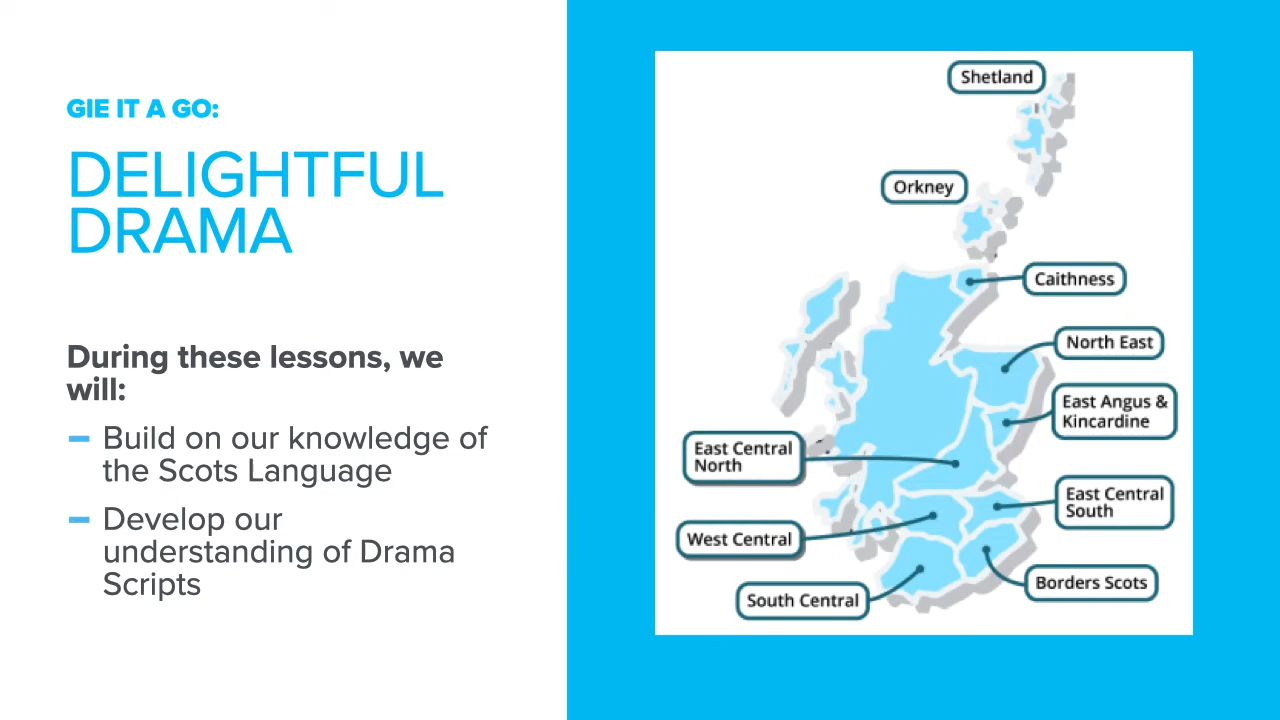 GIE IT A GO:
DELIGHTFUL
DRAMA
During these lessons, we
will:
Build on our knowledge of
the Scots Language
Develop our
understanding of Drama
Scripts
Shetland
Orkney
Caithness
North East
East Angus &
Kincardine
East Central
North
East Central
South
West Central
Borders Scots
South Central